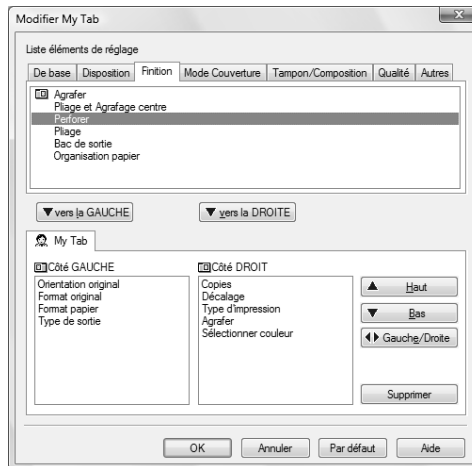 Modifier My Tab
Liste éléments de réglage
De base Disposition Finition Mode Couverture Tampon/Composition Qualité Autres
Agrafer
Pliage et Agrafage centre
Perforer
Pliage
Bac de sortie
Organisation papier
vers la GAUCHE vers la DROITE
My Tab
Côté GAUCHE Côté DROIT
Orientation original Copies
Format original Décalage
Format papier Type d'impression
Type de sortie Agrafer
Sélectionner couleur
Haut
Bas
Gauche/Droite
Supprimer
OK Annuler Par défaut Aide